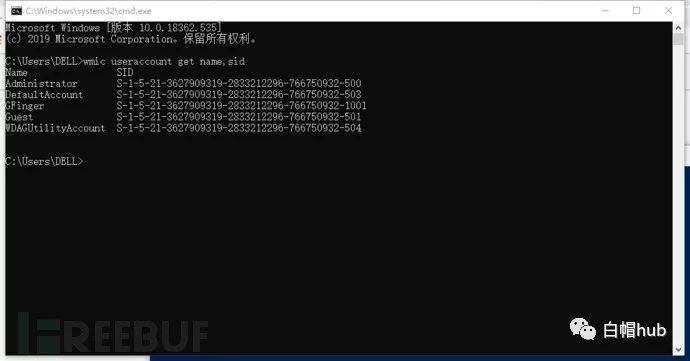 C:\Windows\system32\cmd.exe
Microsoft Windows [版本 10.0.18362.535]
(c) 2019 Microsoft Corporation。保留所有权利。
C:\Users\DELL>wmic useraccount get name,sid
Name SID
Administrator S-1-5-21-3627909319-2833212296-766750932-500
DefaultAccount S-1-5-21-3627909319-2833212296-766750932-503
GFinger S-1-5-21-3627909319-2833212296-766750932-1001
Guest S-1-5-21-3627909319-2833212296-766750932-501
WDAGUtilityAccount S-1-5-21-3627909319-2833212296-766750932-504
C:\Users\DELL>
FREEBUF
白帽hub